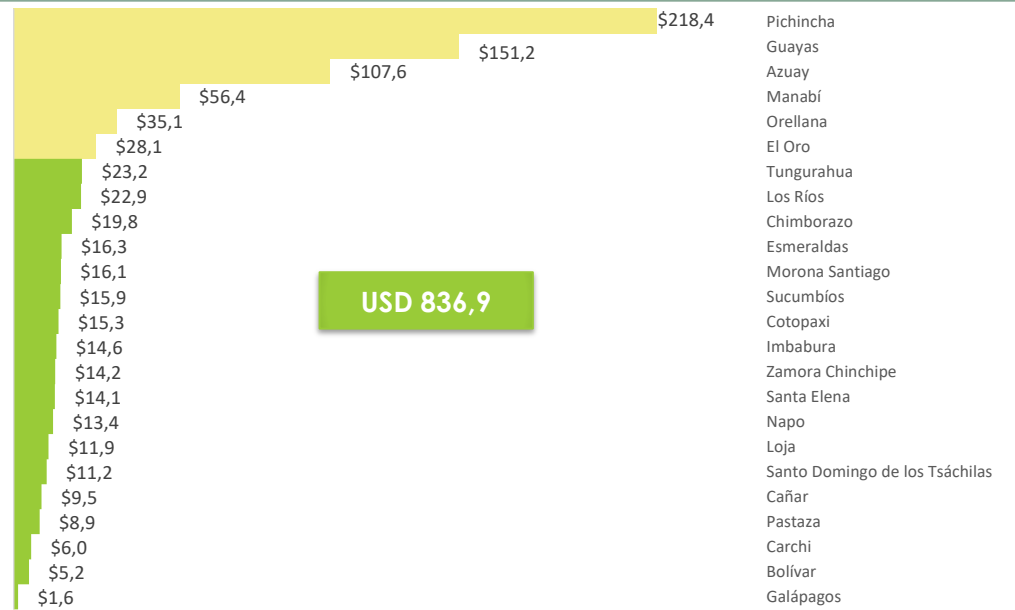 $218,4 Pichincha
$151,2 Guayas
$107,6 Azuay
$56,4 Manabí
$35,1 Orellana
$28,1 El Oro
$23,2 Tungurahua
$22,9 Los Ríos
$19,8 Chimborazo
$16,3 Esmeraldas
$16,1 Morona Santiago
$15,9 Sucumbíos
USD 836,9
$15,3 Cotopaxi
$14,6 Imbabura
$14,2 Zamora Chinchipe
$14,1 Santa Elena
$13,4 Napo
$11,9 Loja
$11,2 Santo Domingo de los Tsáchilas
$9,5 Cañar
$8,9 Pastaza
$6,0 Carchi
$5,2 Bolívar
$1,6 Galápagos